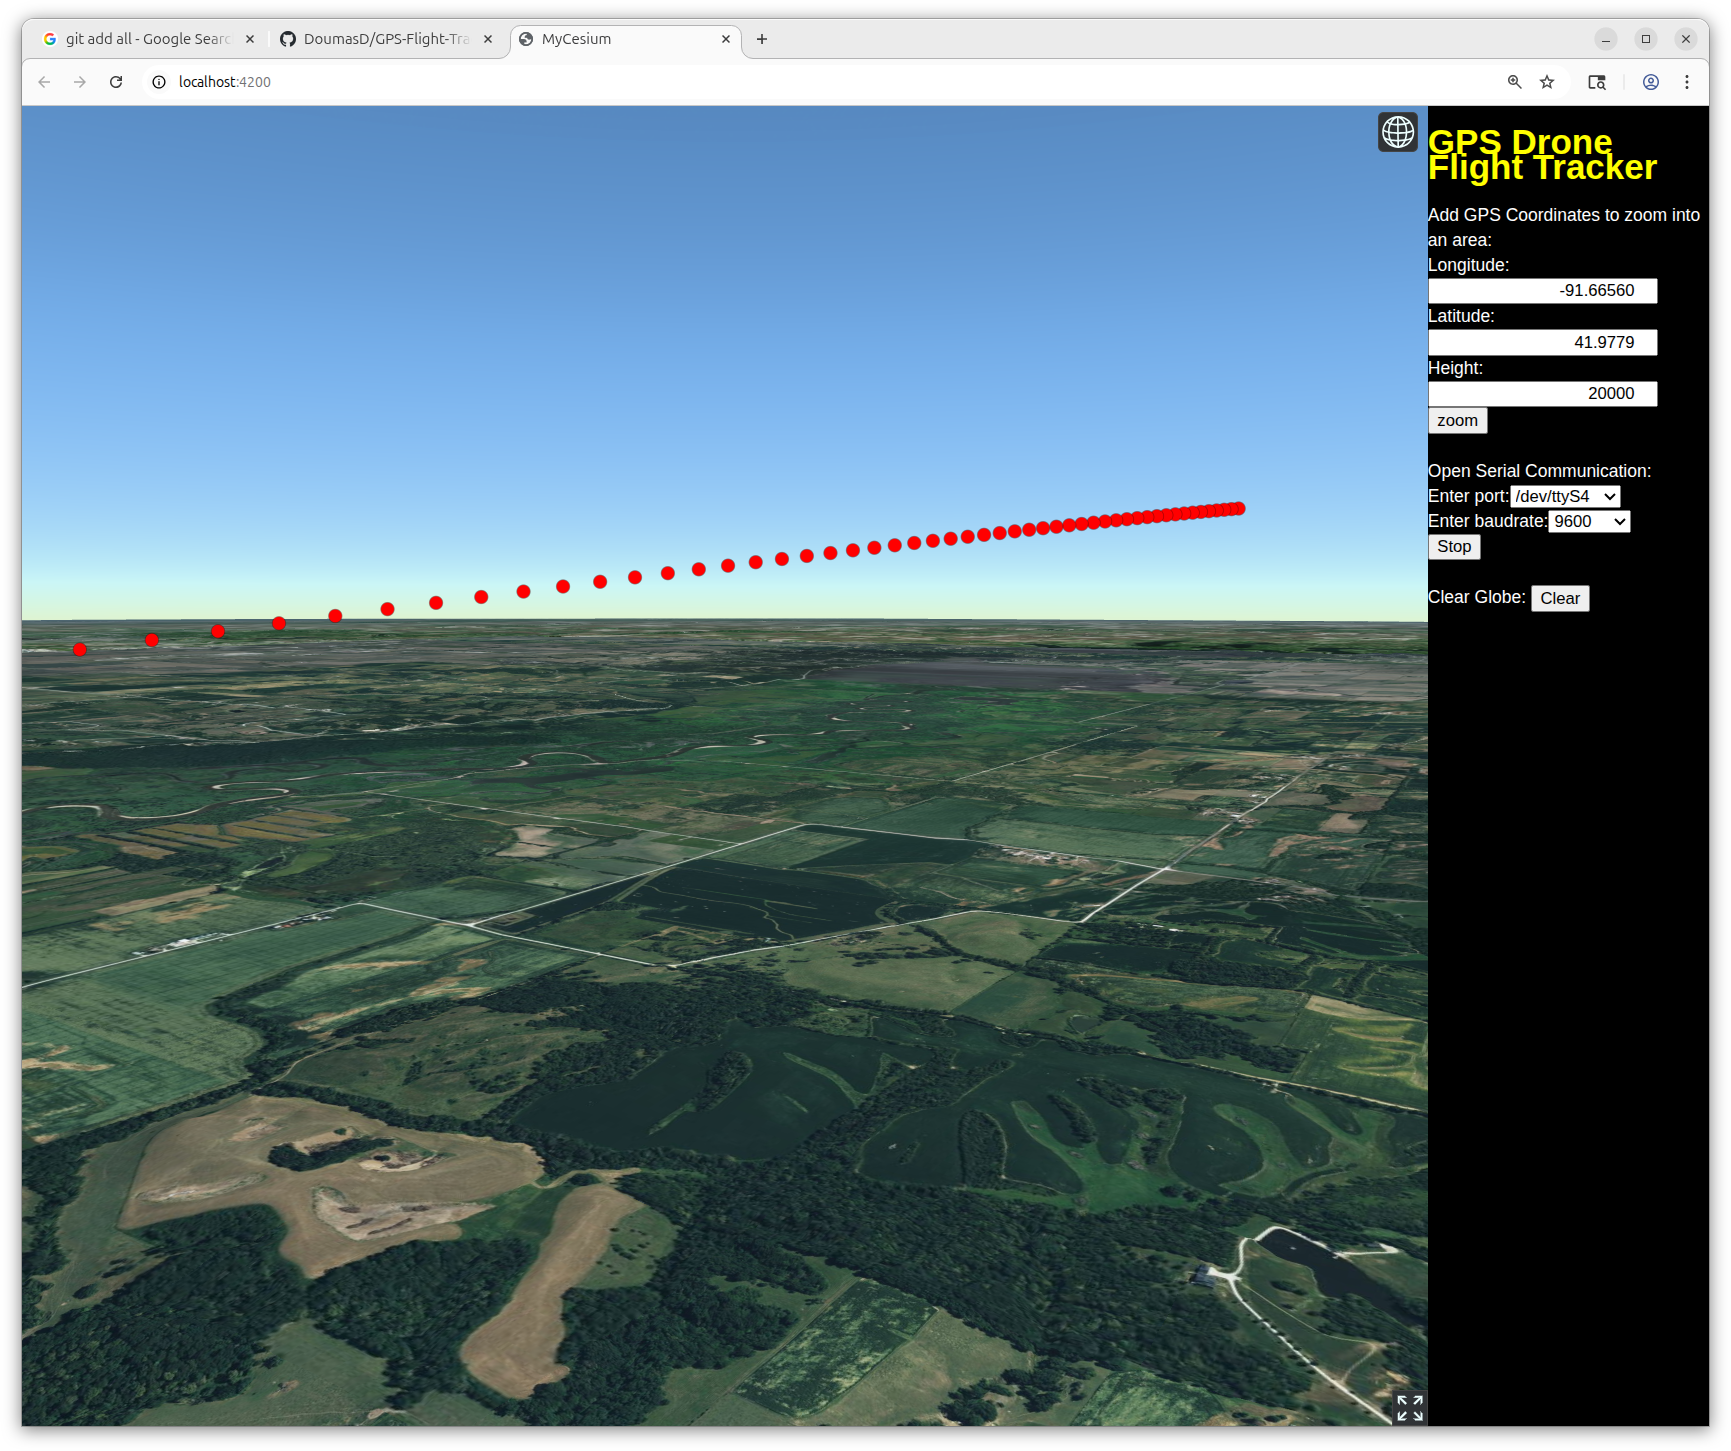 git add all - Google Searc
DoumasD/GPS-Flight-Tra
MyCesium
localhost:4200
GPS Drone
Flight Tracker
Add GPS Coordinates to zoom into
an area:
Longitude:
-91.66560
Latitude:
41.9779
Height:
20000
zoom
Open Serial Communication:
Enter port: /dev/ttyS4
Enter baudrate: 9600
Stop
Clear Globe: Clear